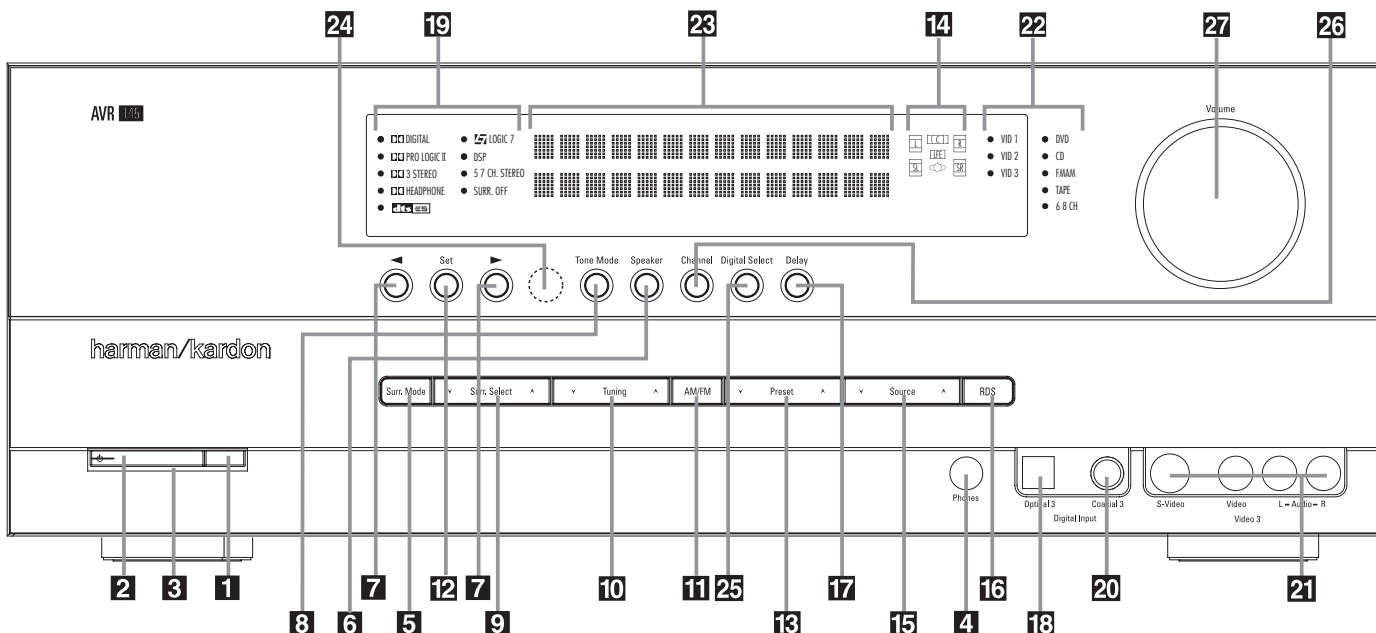 24 19 23 14 22 27 26
Volume
AVR 145
DIGITAL LOGIC 7
PRO LOGIC II DSP
3 STEREO 5 7 CH. STEREO
HEADPHONE SURR. OFF
dts ES
L C R
LFE
SL SR
VID 1 DVD
VID 2 CD
VID 3 FMAM
TAPE
6 8 CH
Set Tone Mode Speaker Channel Digital Select Delay
harman/kardon
Surr. Mode Surr. Select Tuning AM/FM Preset Source RDS
Phones
Optical 3 Coaxial 3
Digital Input
S-Video Video L Audio R
Video 3
2 3 1 7 12 7 10 11 25 17 16 20 21
8 6 5 9 13 15 4 18